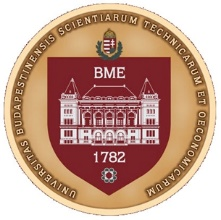 UNIVERSITAS BUDAPESTINENSIS SCIENTIARUM TECHNICARUM ET OECONOMICARUM
BME
1782